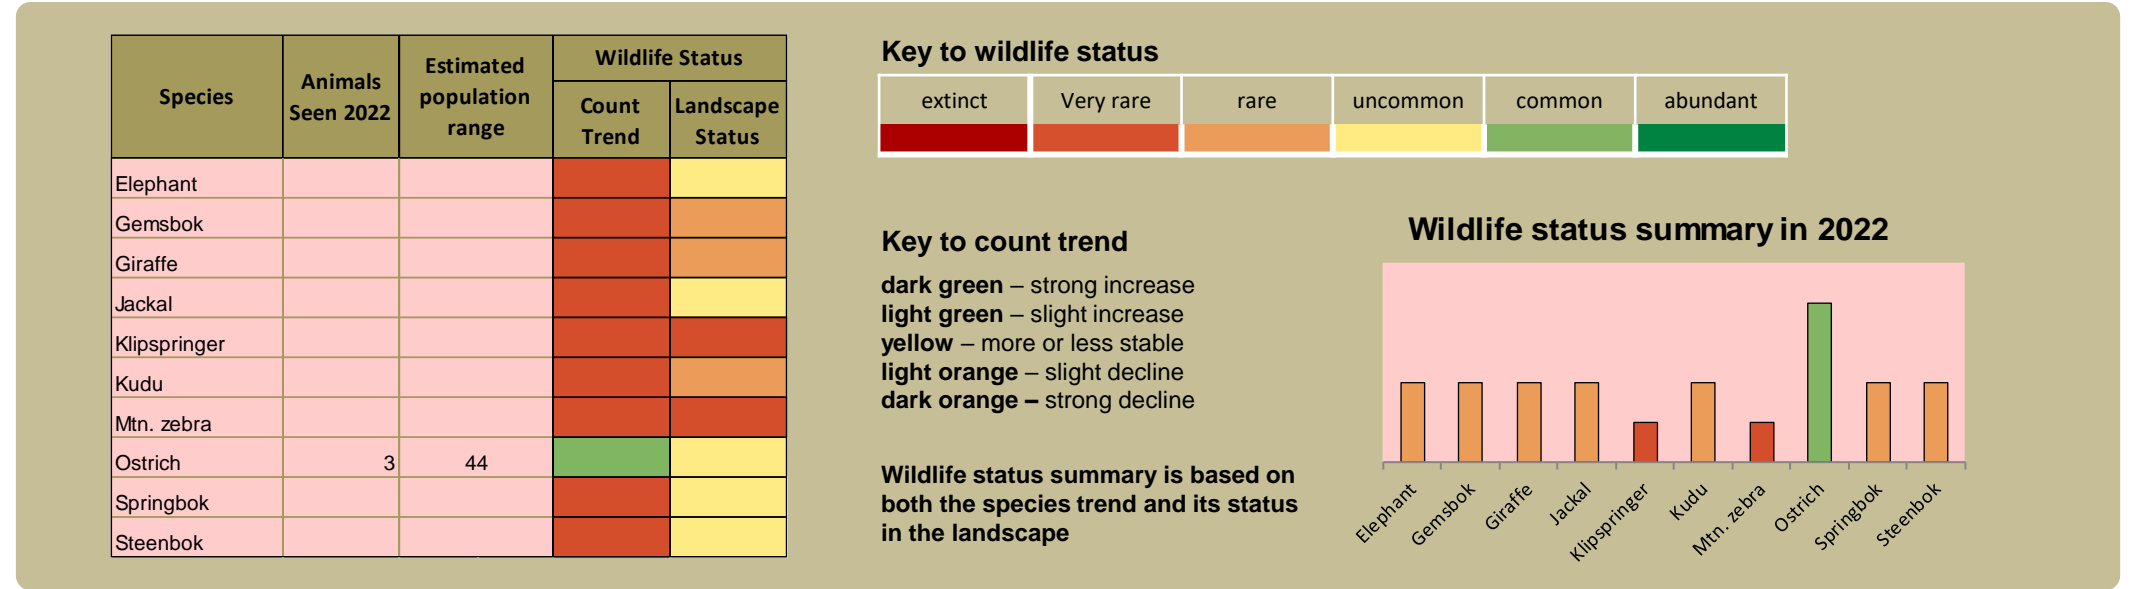 Species
Animals
Seen 2022
Estimated
population
range
Wildlife Status
Count
Trend
Landscape
Status
Elephant
Gemsbok
Giraffe
Jackal
Klipspringer
Kudu
Mtn. zebra
Ostrich 3 44
Springbok
Steenbok
Key to wildlife status
extinct Very rare rare uncommon common abundant
Key to count trend
dark green – strong increase
light green – slight increase
yellow – more or less stable
light orange – slight decline
dark orange – strong decline
Wildlife status summary is based on
both the species trend and its status
in the landscape
Wildlife status summary in 2022
Elephant
Gemsbok
Giraffe
Jackal
Klipspringer
Kudu
Mtn. zebra
Ostrich
Springbok
Steenbok